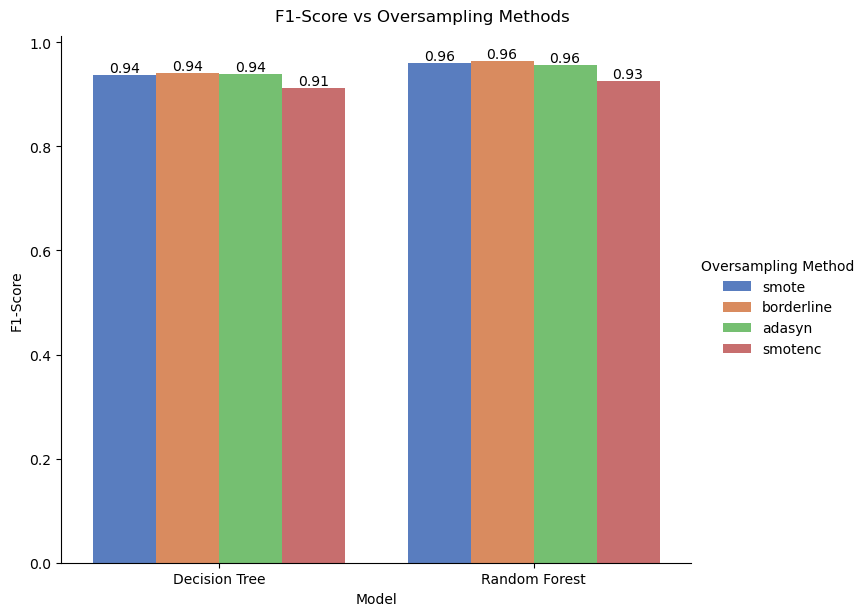 F1-Score vs Oversampling Methods
1.0
0.8
0.6
0.4
0.2
0.0
F1-Score
0.94
0.94
0.94
0.91
0.96
0.96
0.96
0.93
Decision Tree
Random Forest
Model
Oversampling Method
smote
borderline
adasyn
smotenc